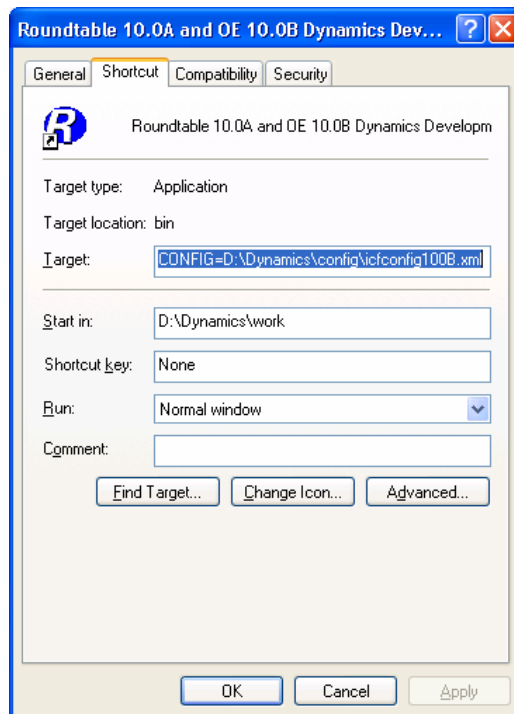 Roundtable 10.0A and OE 10.0B Dynamics Dev...
General Shortcut Compatibility Security
R
Roundtable 10.0A and OE 10.0B Dynamics Developm
Target type: Application
Target location: bin
Target: CONFIG=D:\Dynamics\config\icfconfig100B.xml
Start in: D:\Dynamics\work
Shortcut key: None
Run: Normal window
Comment:
Find Target... Change Icon... Advanced...
OK Cancel Apply